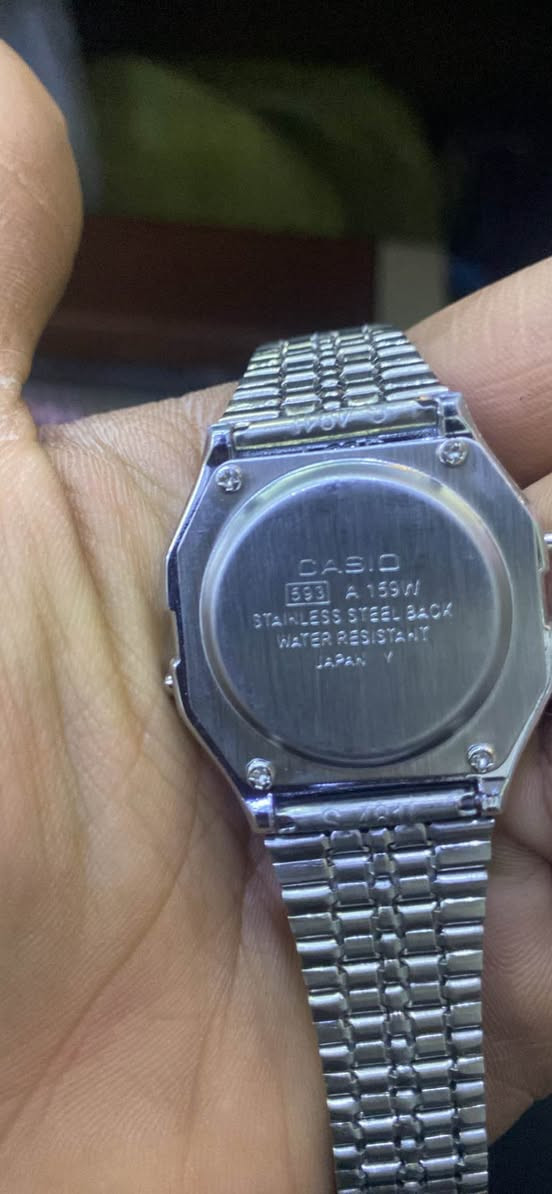 CASIO
593 A 159W
STAINLESS STEEL BACK
WATER RESISTANT
JAPAN Y